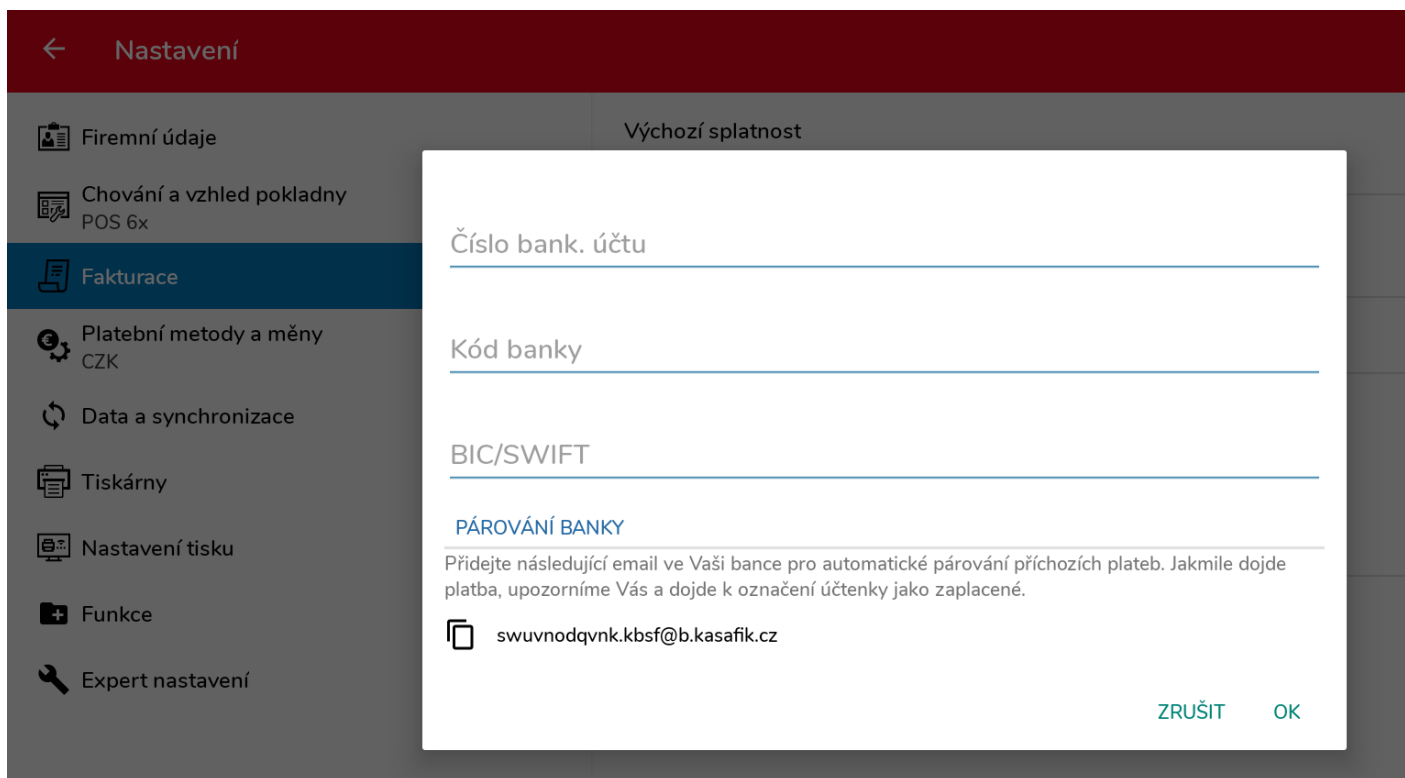 Nastavení
Firemní údaje
Chování a vzhled pokladny
POS 6x
Fakturace
Platební metody a měny
CZK
Data a synchronizace
Tiskárny
Nastavení tisku
Funkce
Expert nastavení
Výchozí splatnost
Číslo bank. účtu
Kód banky
BIC/SWIFT
PÁROVÁNÍ BANKY
Přidejte následující email ve Vaši bance pro automatické párování příchozích plateb. Jakmile dojde
platba, upozorníme Vás a dojde k označení účtenky jako zaplacené.
swuvnodqvnk.kbsf@b.kasafik.cz
ZRUŠIT
OK